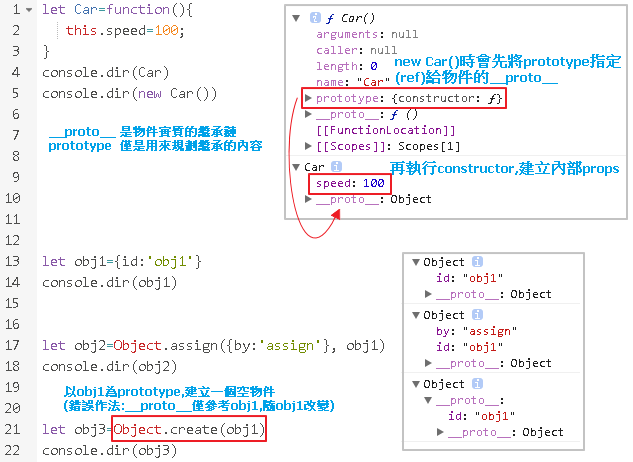 1 let Car=function(){
2 this.speed=100;
3 }
4 console.dir(Car)
5 console.dir(new Car())
6
7 __proto__ 是物件實質的繼承鏈
prototype 僅是用來規劃繼承的內容
8
9
10
11
12
13 let obj1={id:'obj1'}
14 console.dir(obj1)
15
16
17 let obj2=Object.assign({by:'assign'}, obj1)
18 console.dir(obj2)
19 以obj1為prototype,建立一個空物件
20 (錯誤作法:__proto__僅參考obj1,隨obj1改變)
21 let obj3=Object.create(obj1)
22 console.dir(obj3)
▼ i ƒ Car()
arguments: null
caller: null
length: 0
name: "Car"
▶ prototype: {constructor: ƒ}
▶ __proto__: ƒ ()
[[FunctionLocation]]
▶ [[Scopes]]: Scopes[1]
new Car()時會先將prototype指定
(ref)給物件的__proto__
▼ Car i
speed: 100
▶ __proto__: Object
再執行constructor,建立內部props
▼ Object i
id: "obj1"
▶ __proto__: Object
▼ Object i
by: "assign"
id: "obj1"
▶ __proto__: Object
▼ Object i
▼ __proto__:
id: "obj1"
▶ __proto__: Object